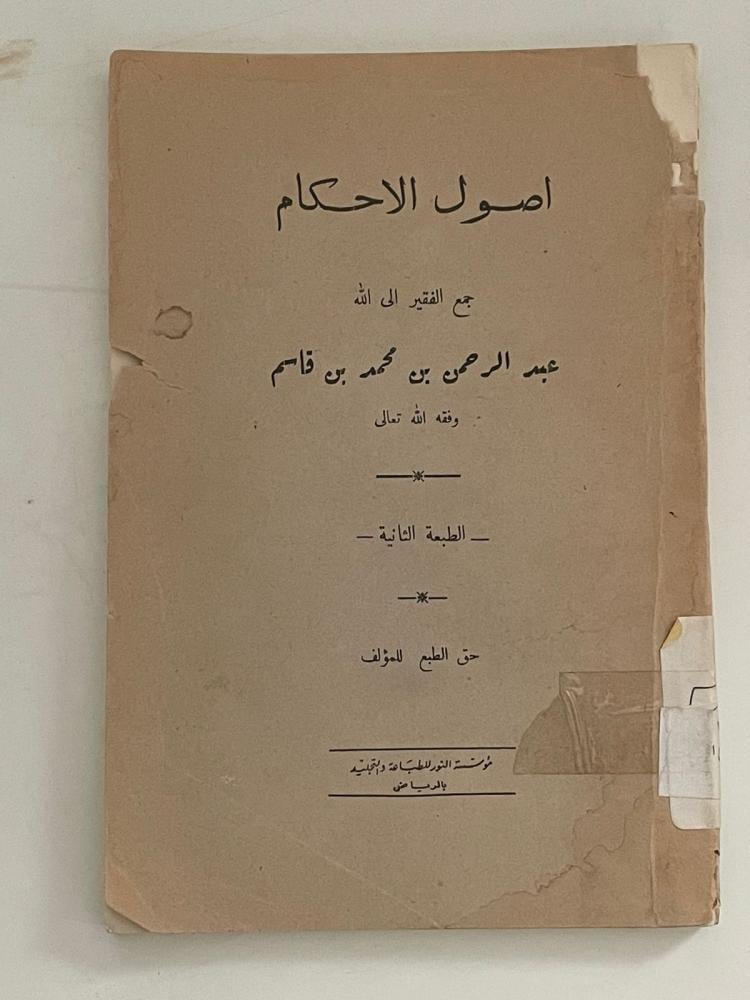 اصول الاحكام
جمع الفقير الى الله
عبد الرحمن بن محمد بن قاسم
وفقه الله تعالى
ـ الطبعة الثانية ـ
حق الطبع للمؤلف
مؤسسة النور للطباعة والتجليد
بالرياض